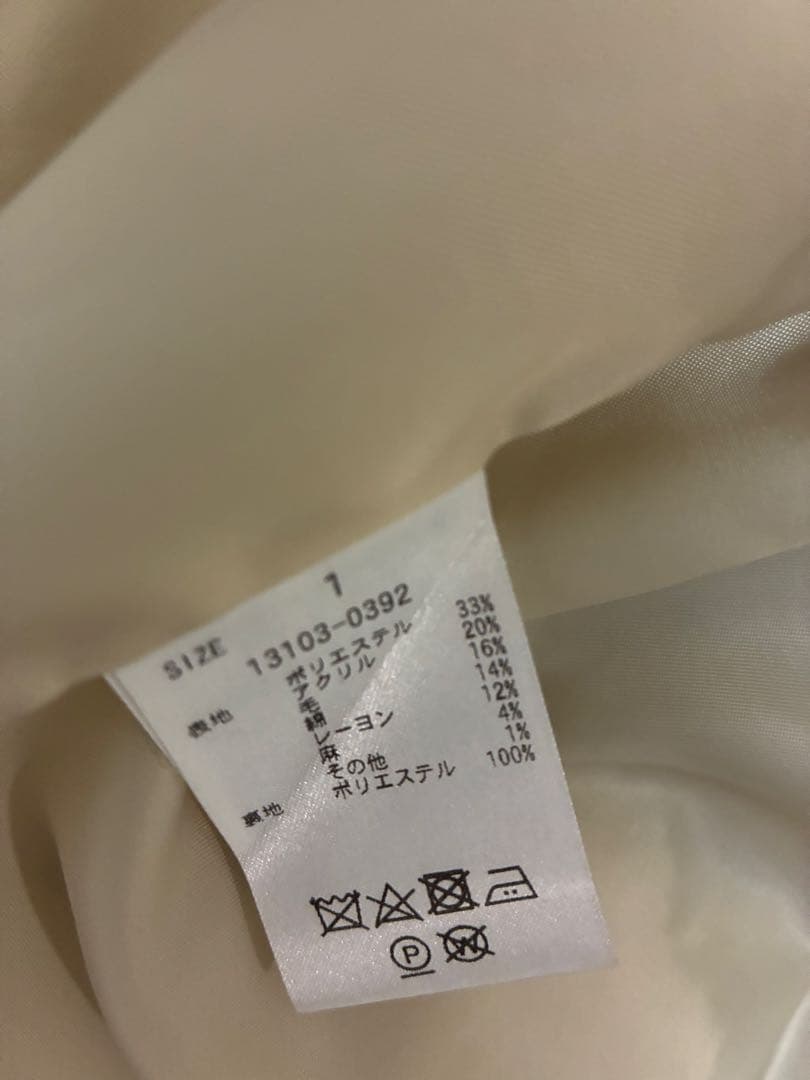 SIZE 1
13103-0392
表地 ポリエステル 33%
アクリル 20%
毛 16%
綿 14%
レーヨン 12%
麻 4%
その他 1%
裏地 ポリエステル 100%
P W